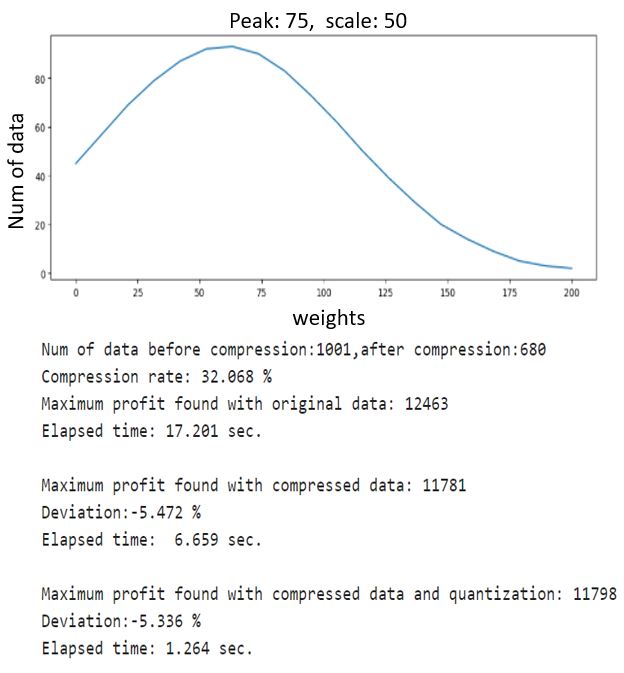 Peak: 75, scale: 50
Num of data
80
60
40
20
0
0 25 50 75 100 125 150 175 200
weights
Num of data before compression:1001,after compression:680
Compression rate: 32.068 %
Maximum profit found with original data: 12463
Elapsed time: 17.201 sec.
Maximum profit found with compressed data: 11781
Deviation:-5.472 %
Elapsed time:  6.659 sec.
Maximum profit found with compressed data and quantization: 11798
Deviation:-5.336 %
Elapsed time: 1.264 sec.